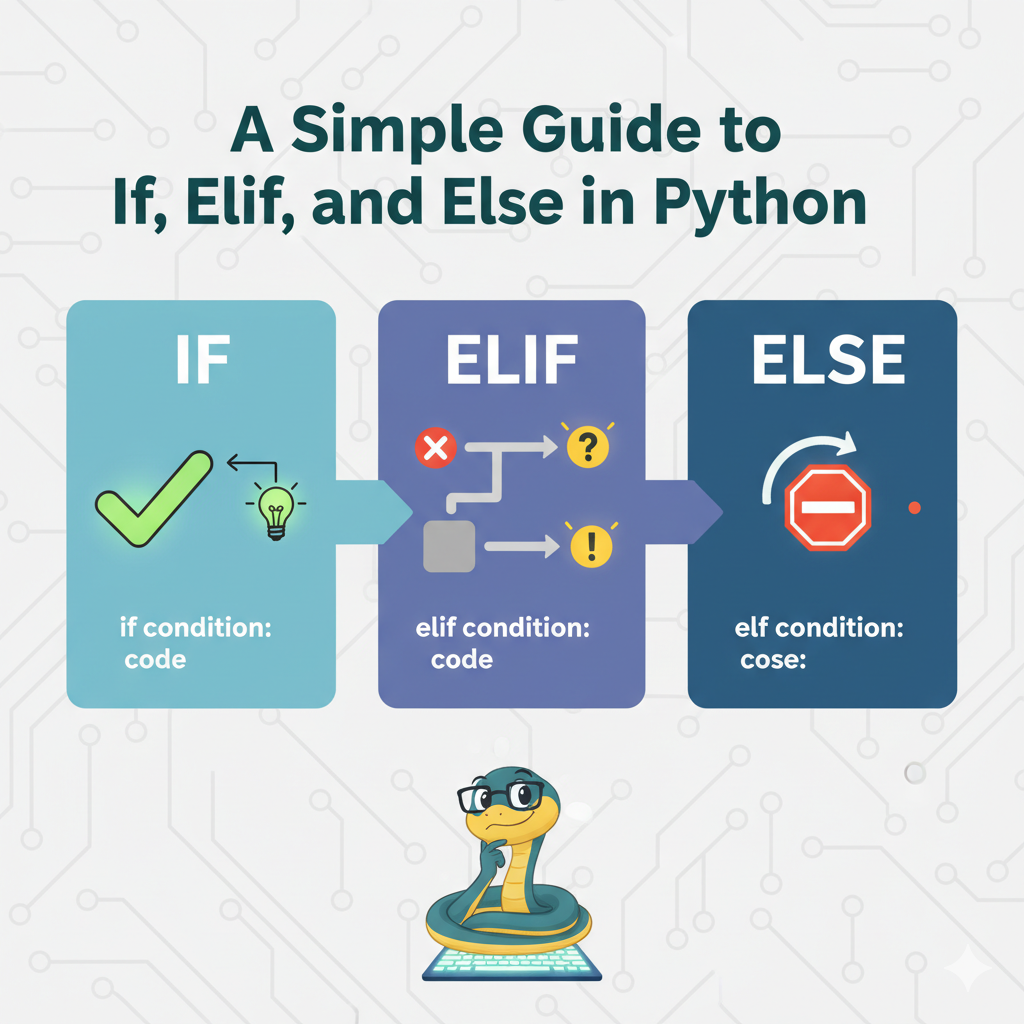 A Simple Guide to
If, Elif, and Else in Python
IF
ELIF
ELSE
?
!
if condition:
code
elif condition:
code
elf condition:
cose: